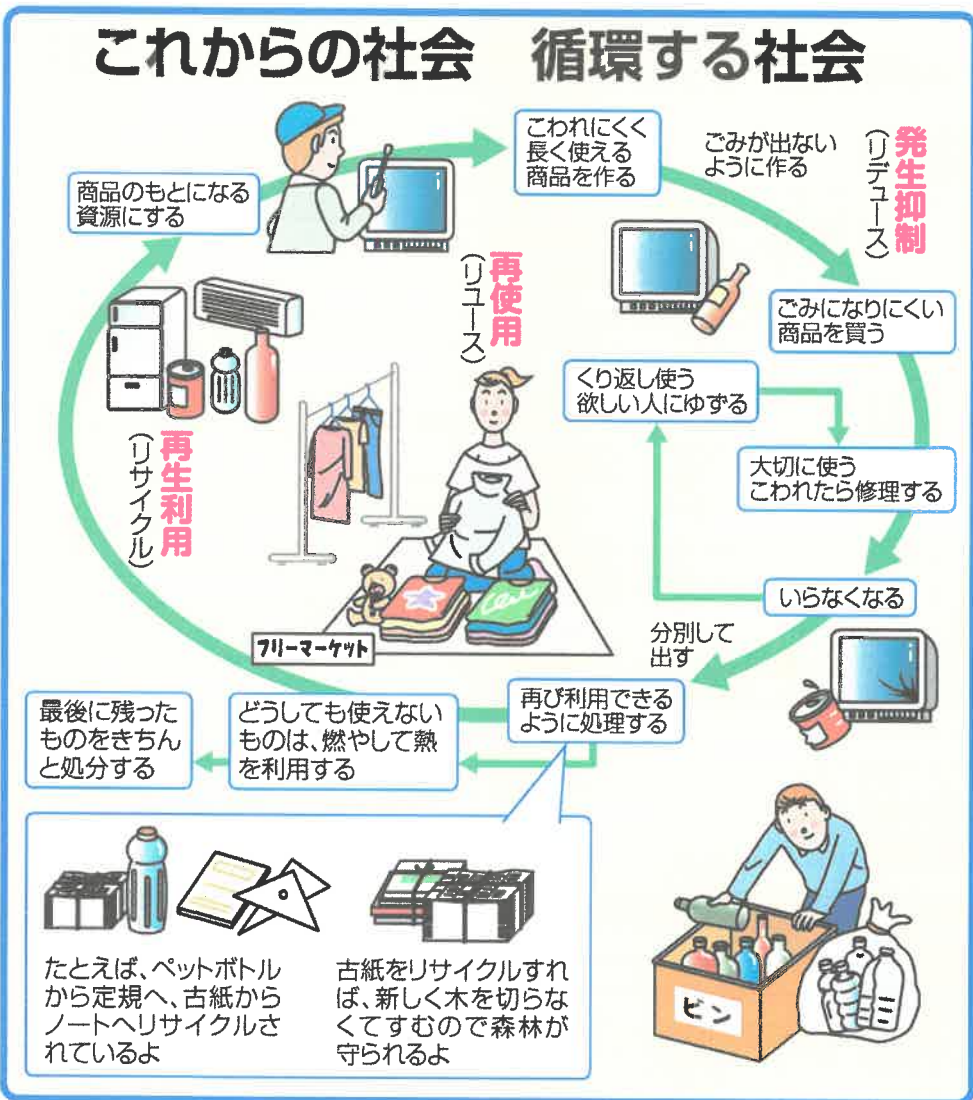 これからの社会　循環する社会
商品のもとになる
資源にする
こわれにくく
長く使える
商品を作る
ごみが出ない
ように作る
発生抑制
(リデュース)
ごみになりにくい
商品を買う
再使用
(リユース)
くり返し使う
欲しい人にゆずる
大切に使う
こわれたら修理する
再生利用
(リサイクル)
いらなくなる
分別して
出す
フリーマーケット
再び利用できる
ように処理する
どうしても使えない
ものは、燃やして熱
を利用する
最後に残った
ものをきちん
と処分する
たとえば、ペットボトル
から定規へ、古紙から
ノートへリサイクルさ
れているよ
古紙をリサイクルすれ
ば、新しく木を切らな
くてすむので森林が
守られるよ
ビン